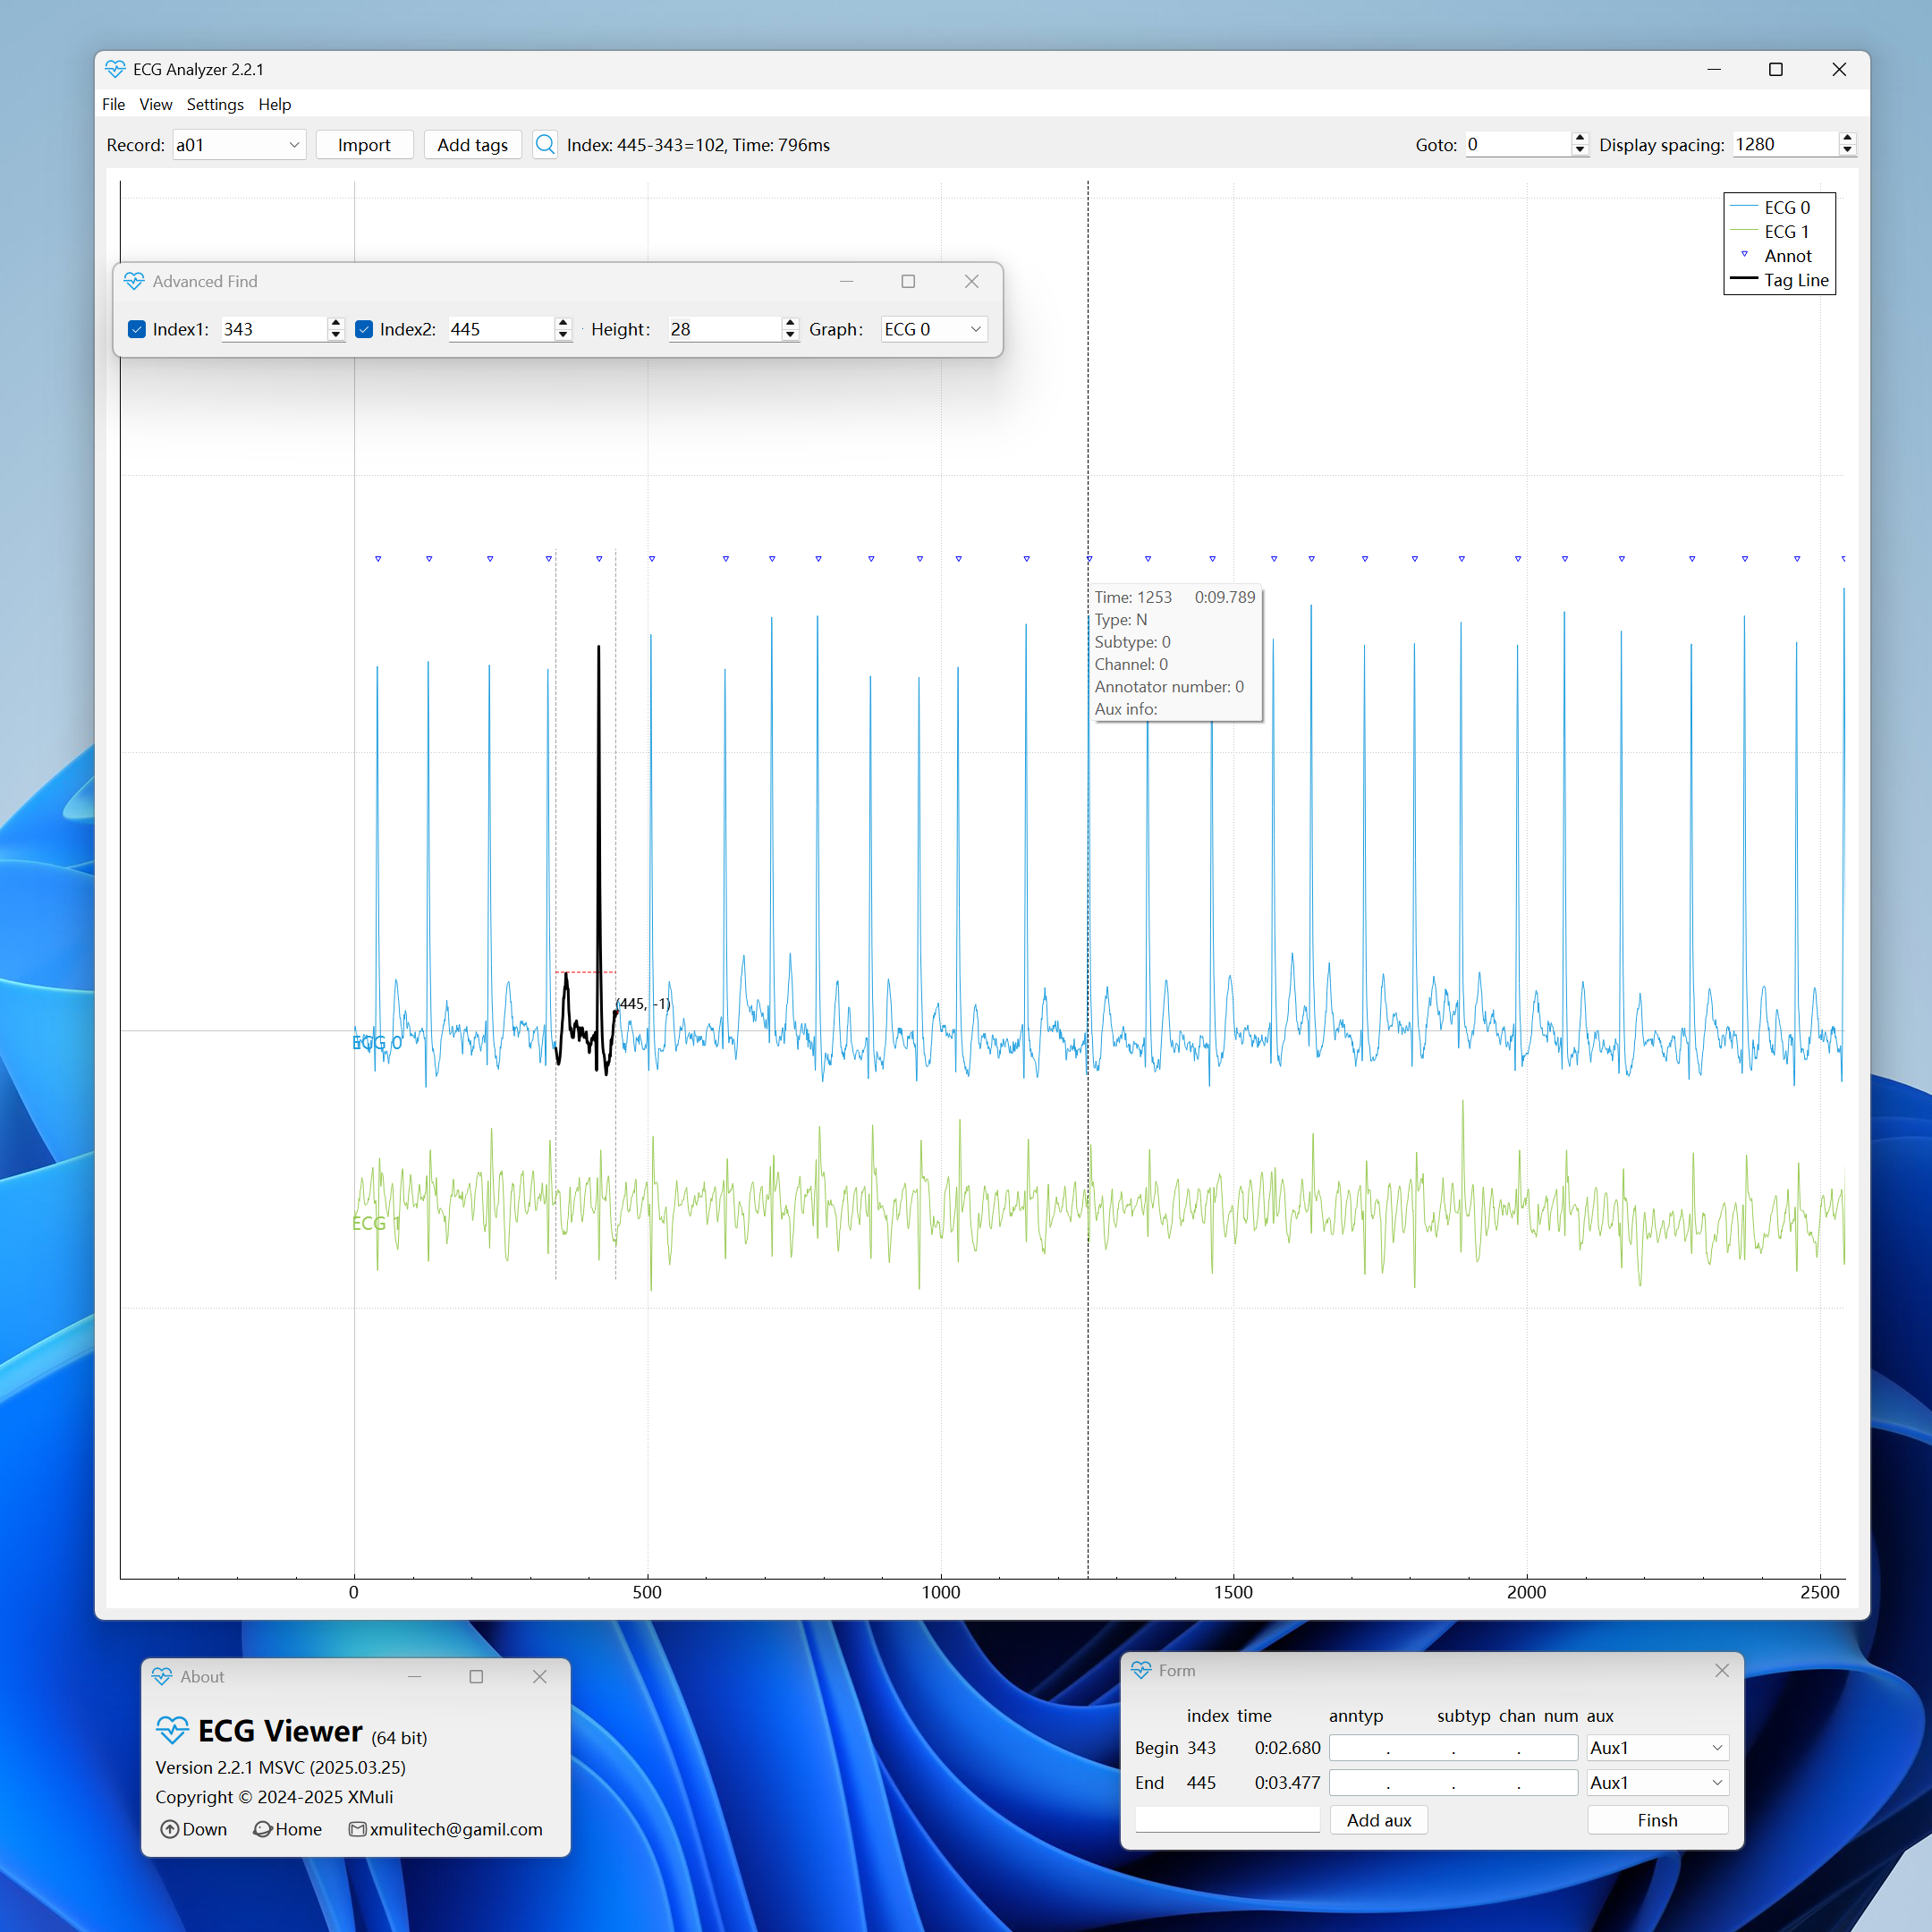 ECG Analyzer 2.2.1
File View Settings Help
Record: a01 Import Add tags Index: 445-343=102, Time: 796ms Goto: 0 Display spacing: 1280
ECG 0
ECG 1
Annot
Tag Line
Advanced Find
Index1: 343 Index2: 445 Height: 28 Graph: ECG 0
Time: 1253 0:09.789
Type: N
Subtype: 0
Channel: 0
Annotator number: 0
Aux info:
(445, -1)
ECG 0
ECG 1
0 500 1000 1500 2000 2500
About
ECG Viewer (64 bit)
Version 2.2.1 MSVC (2025.03.25)
Copyright © 2024-2025 XMuli
Down Home xmulitech@gamil.com
Form
index time anntyp subtyp chan num aux
Begin 343 0:02.680 . . . Aux1
End 445 0:03.477 . . . Aux1
Add aux Finsh